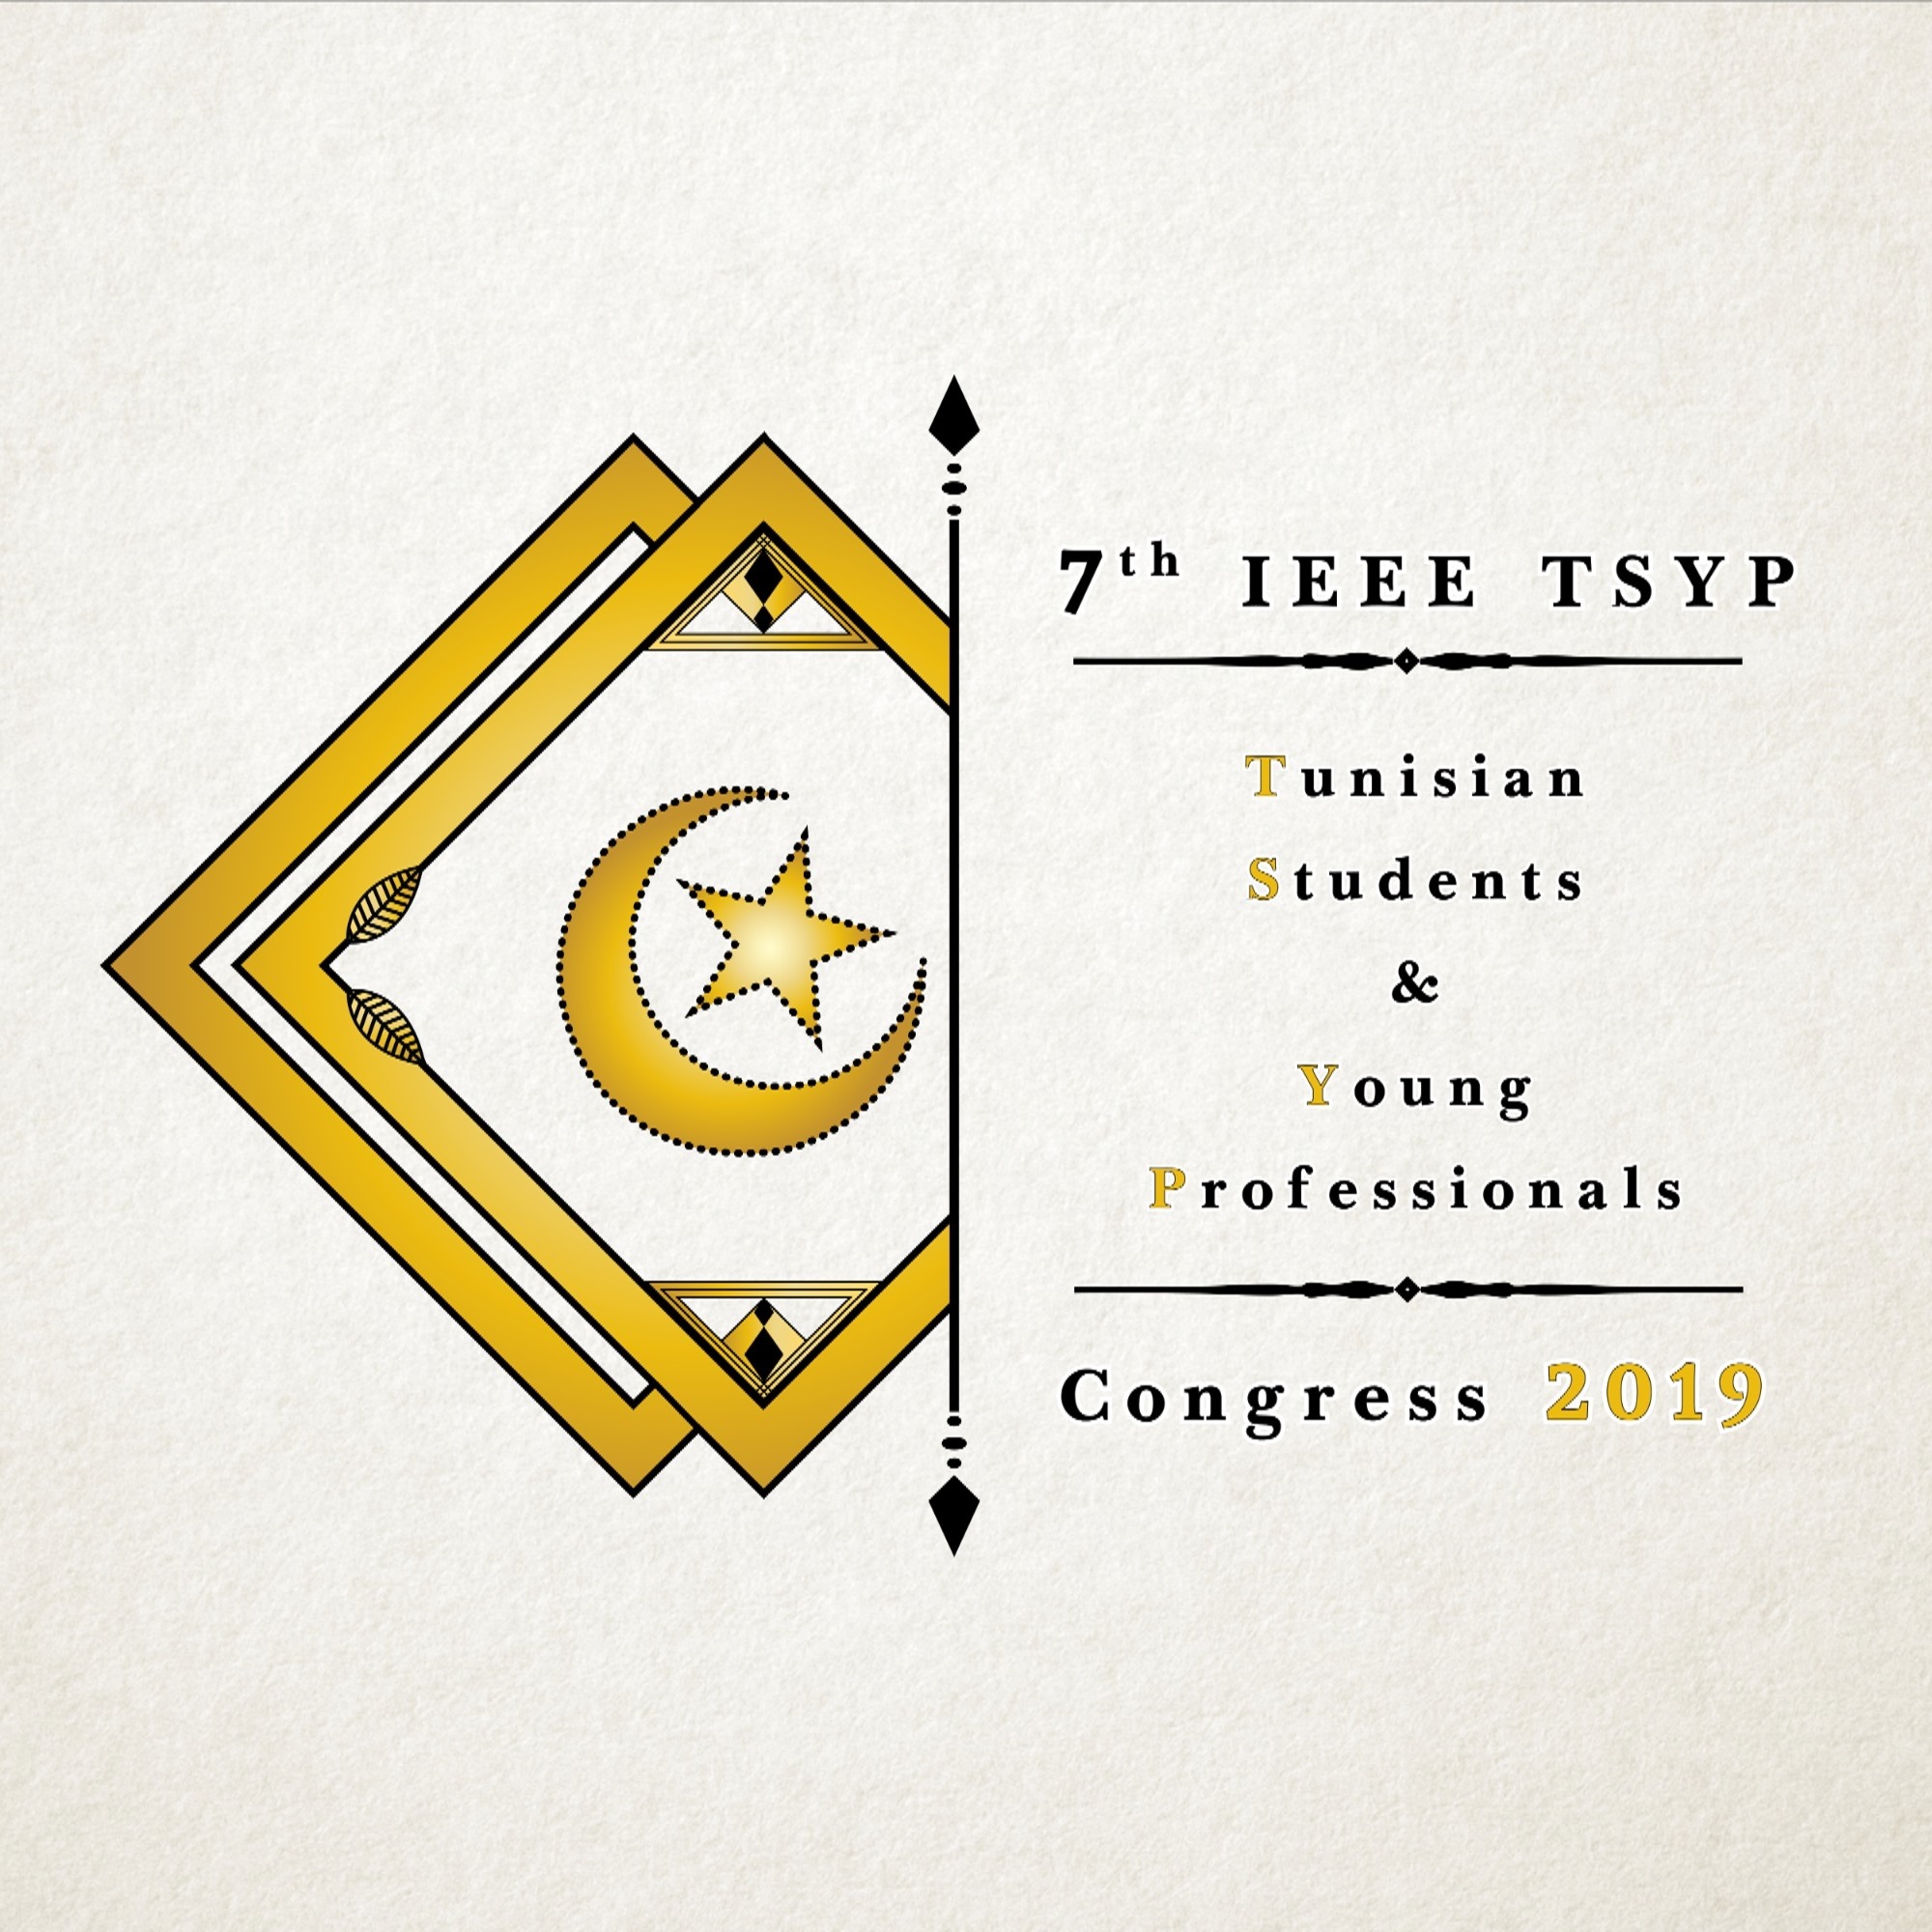 7th IEEE TSYP
Tunisian
Students
&
Young
Professionals
Congress 2019